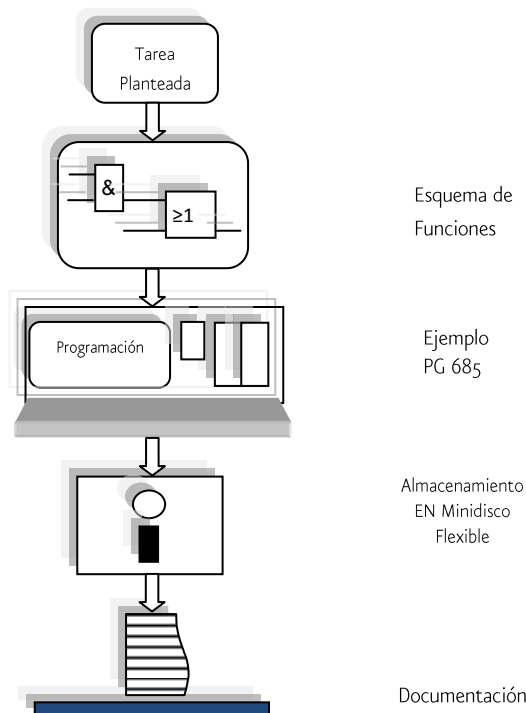 Tarea
Planteada
&
≥1
Esquema de
Funciones
Programación
Ejemplo
PG 685
Almacenamiento
EN Minidisco
Flexible
Documentación